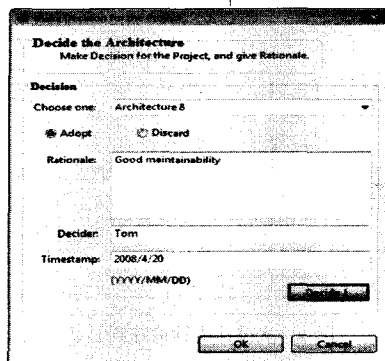 Decide the Architecture
Make Decision for the Project, and give Rationale.
Decision
Choose one: Architecture 8
Adopt Discard
Rationale: Good maintainability
Decider: Tom
Timestamp: 2008/4/20
(YYYY/MM/DD)
OK Cancel